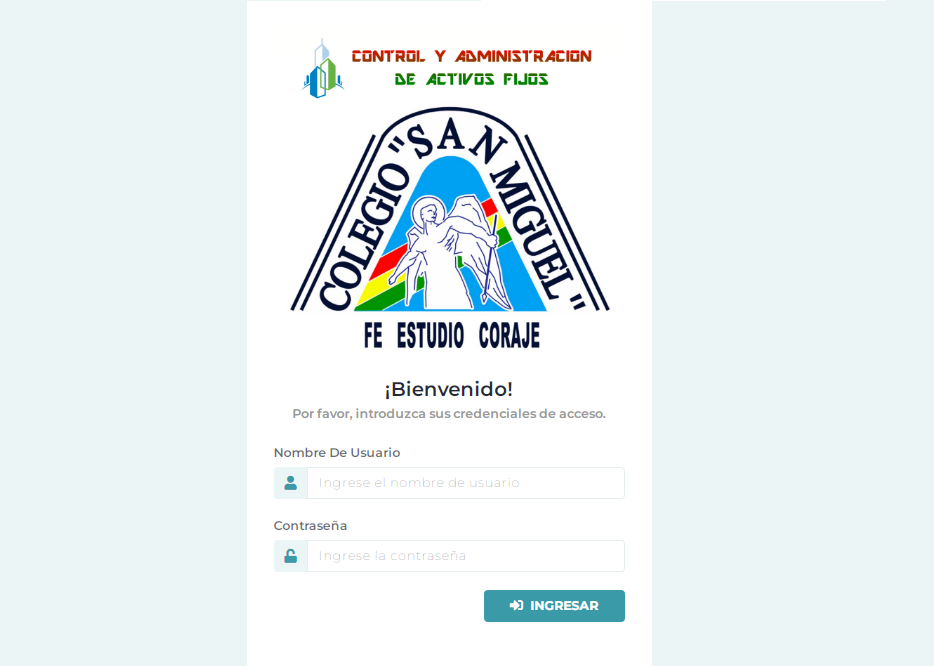 CONTROL Y ADMINISTRACION
DE ACTIVOS FIJOS
COLEGIO "SAN MIGUEL"
FE ESTUDIO CORAJE
¡Bienvenido!
Por favor, introduzca sus credenciales de acceso.
Nombre De Usuario
Ingrese el nombre de usuario
Contraseña
Ingrese la contraseña
INGRESAR